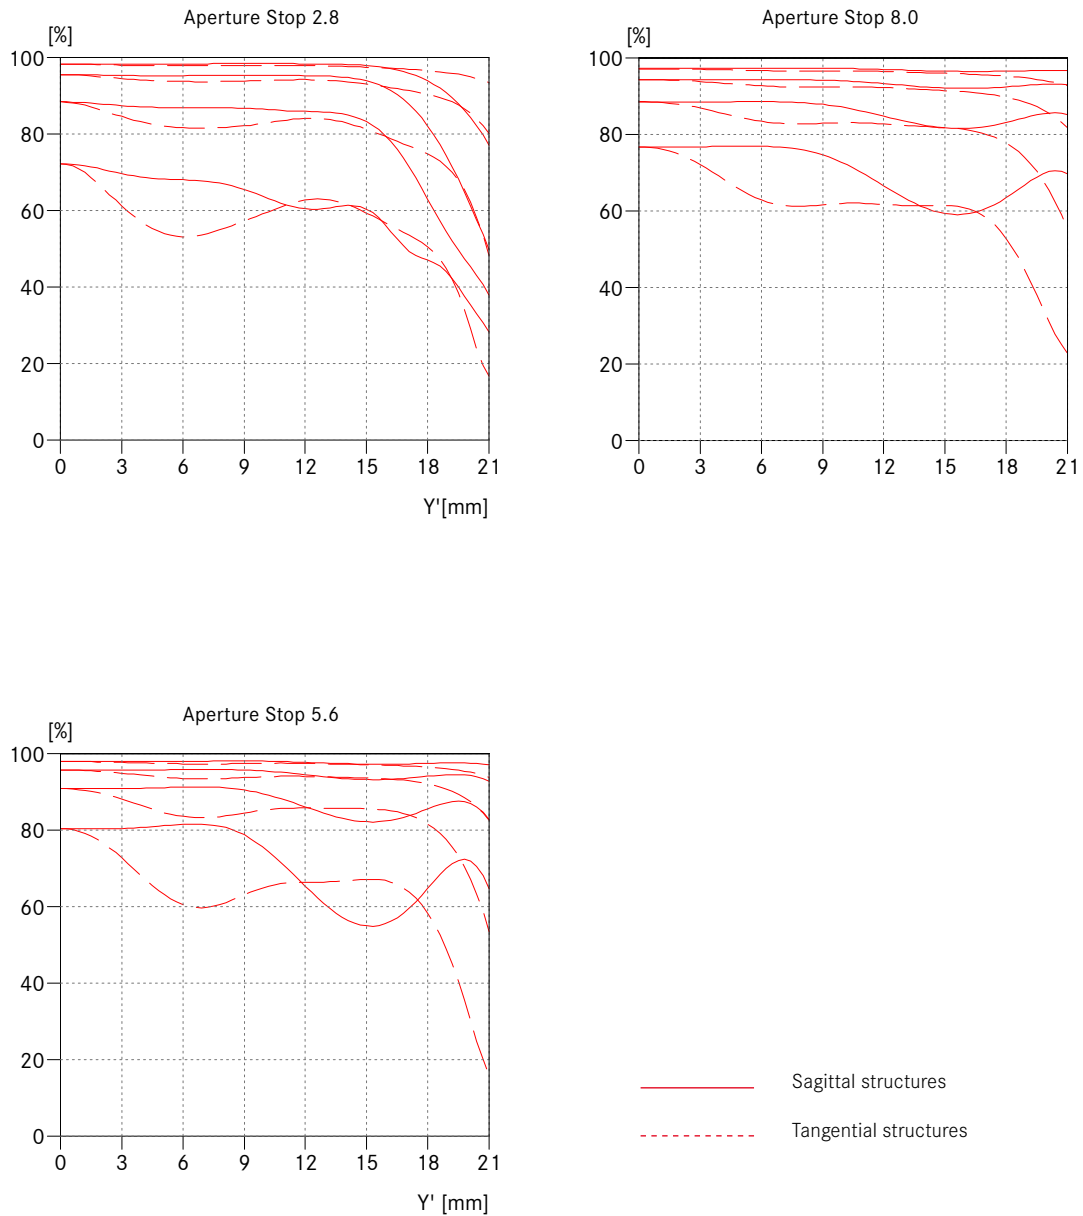 Aperture Stop 2.8
[%]
100
80
60
40
20
0
0 3 6 9 12 15 18 21
Y'[mm]
Aperture Stop 8.0
[%]
100
80
60
40
20
0
0 3 6 9 12 15 18 21
Aperture Stop 5.6
[%]
100
80
60
40
20
0
0 3 6 9 12 15 18 21
Y' [mm]
Sagittal structures
Tangential structures